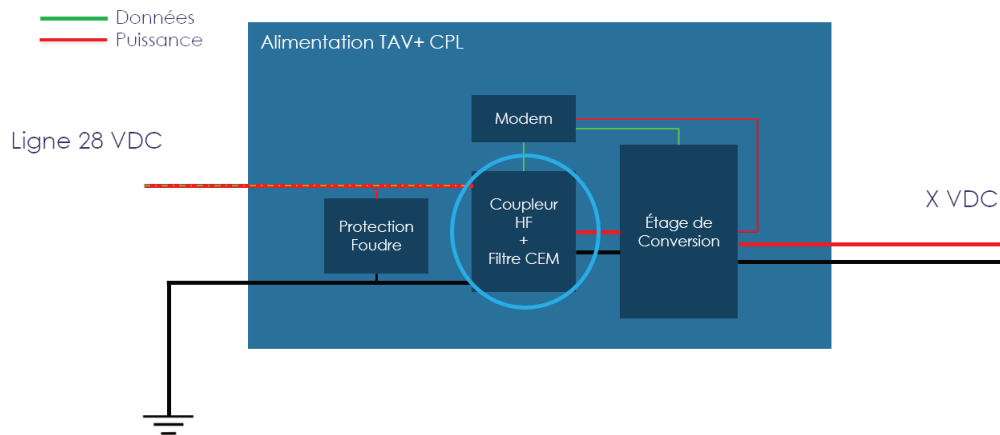 Données
Puissance
Alimentation TAV+ CPL
Ligne 28 VDC
Modem
Protection
Foudre
Coupleur
HF
+
Filtre CEM
Étage de
Conversion
X VDC